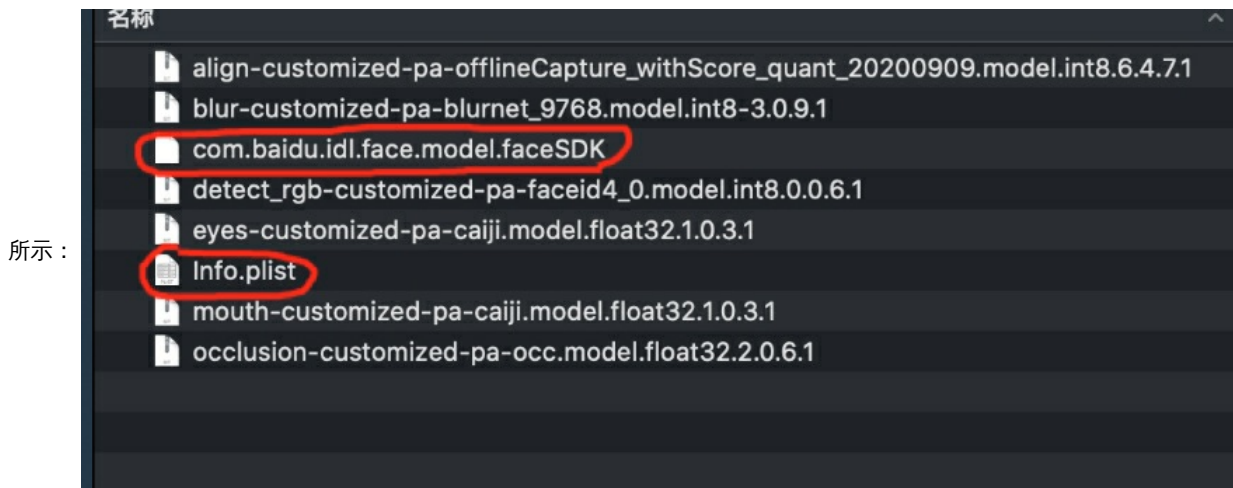 名称
align-customized-pa-offlineCapture_withScore_quant_20200909.model.int8.6.4.7.1
blur-customized-pa-blurnet_9768.model.int8-3.0.9.1
com.baidu.idl.face.model.faceSDK
detect_rgb-customized-pa-faceid4_0.model.int8.0.0.6.1
eyes-customized-pa-caiji.model.float32.1.0.3.1
所示：
Info.plist
mouth-customized-pa-caiji.model.float32.1.0.3.1
occlusion-customized-pa-occ.model.float32.2.0.6.1